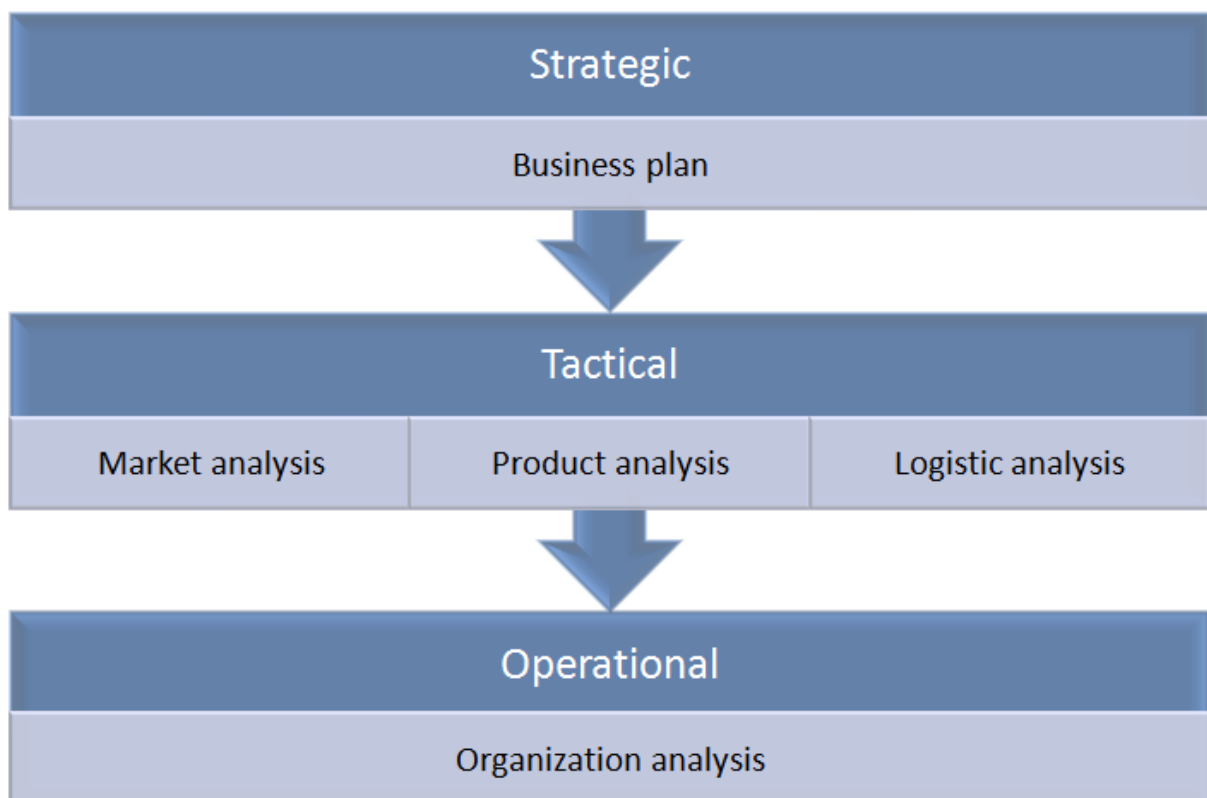 Strategic
Business plan
Tactical
Market analysis
Product analysis
Logistic analysis
Operational
Organization analysis